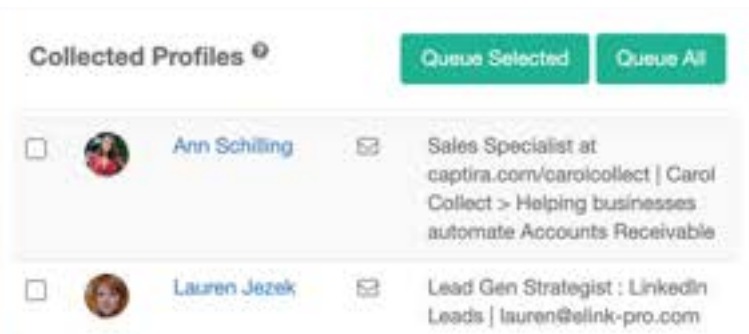 Collected Profiles
Queue Selected
Queue All
Ann Schilling
Sales Specialist at
captira.com/carolcollect | Carol
Collect > Helping businesses
automate Accounts Receivable
Lauren Jezek
Lead Gen Strategist : LinkedIn
Leads | lauren@elink-pro.com